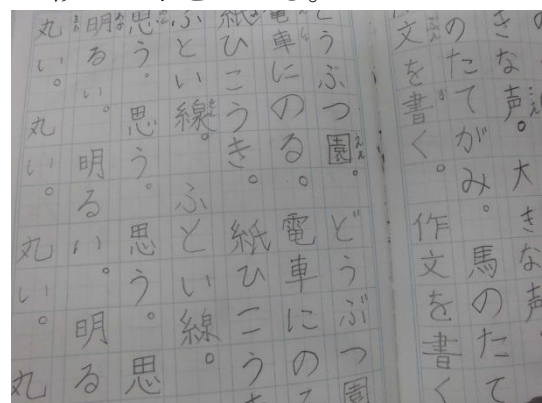 きな声。大きな声。
のたてがみ。馬のたて
文を書く。作文を書く
どうぶつ園。どうぶつ園
電車にのる。電車にの
紙ひこうき。紙ひこう
ふとい線。ふとい線。
思う。思う。思う。思
明るい。明るい。明る
丸い。丸い。丸い。丸